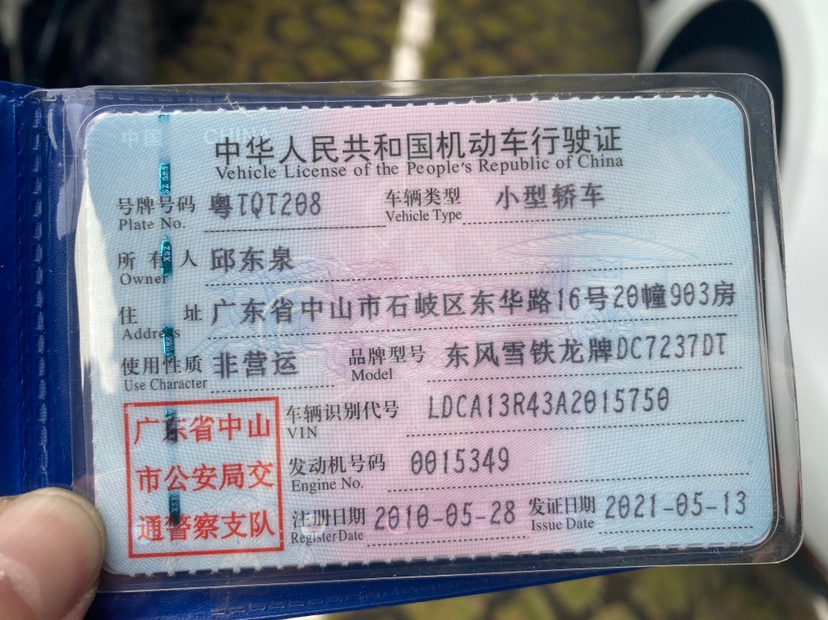 中华人民共和国机动车行驶证
Vehicle License of the People's Republic of China
号牌号码 粤TQT208 车辆类型 小型轿车
Plate No. Vehicle Type
所有人 邱东泉
Owner
住址 广东省中山市石岐区东华路16号20幢903房
Address
使用性质 非营运 品牌型号 东风雪铁龙牌DC7237DT
Use Character Model
车辆识别代号 LDCA13R43A2015750
VIN
发动机号码 0015349
Engine No.
注册日期 2010-05-28 发证日期 2021-05-13
Register Date Issue Date
广东省中山
市公安局交
通警察支队